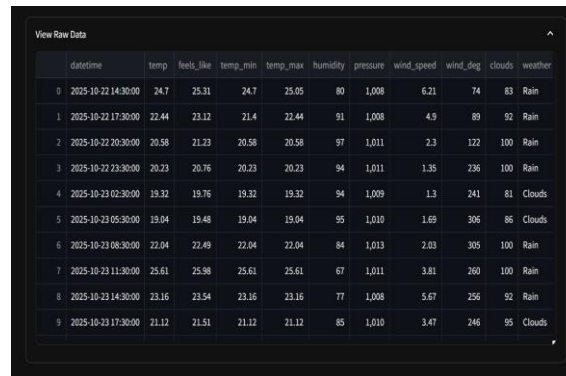 View Raw Data
datetime temp feels_like temp_min temp_max humidity pressure wind_speed wind_deg clouds weather
0 2025-10-22 14:30:00 24.7 25.31 24.7 25.05 80 1,008 6.21 74 83 Rain
1 2025-10-22 17:30:00 22.44 23.12 21.4 22.44 91 1,008 4.9 89 92 Rain
2 2025-10-22 20:30:00 20.58 21.23 20.58 20.58 97 1,011 2.3 122 100 Rain
3 2025-10-22 23:30:00 20.23 20.76 20.23 20.23 94 1,011 1.35 236 100 Rain
4 2025-10-23 02:30:00 19.32 19.76 19.32 19.32 94 1,009 1.3 241 81 Clouds
5 2025-10-23 05:30:00 19.04 19.48 19.04 19.04 95 1,010 1.69 306 86 Clouds
6 2025-10-23 08:30:00 22.04 22.49 22.04 22.04 84 1,013 2.03 305 100 Rain
7 2025-10-23 11:30:00 25.61 25.98 25.61 25.61 67 1,011 3.81 260 100 Rain
8 2025-10-23 14:30:00 23.16 23.54 23.16 23.16 77 1,008 5.67 256 92 Rain
9 2025-10-23 17:30:00 21.12 21.51 21.12 21.12 85 1,010 3.47 246 95 Clouds